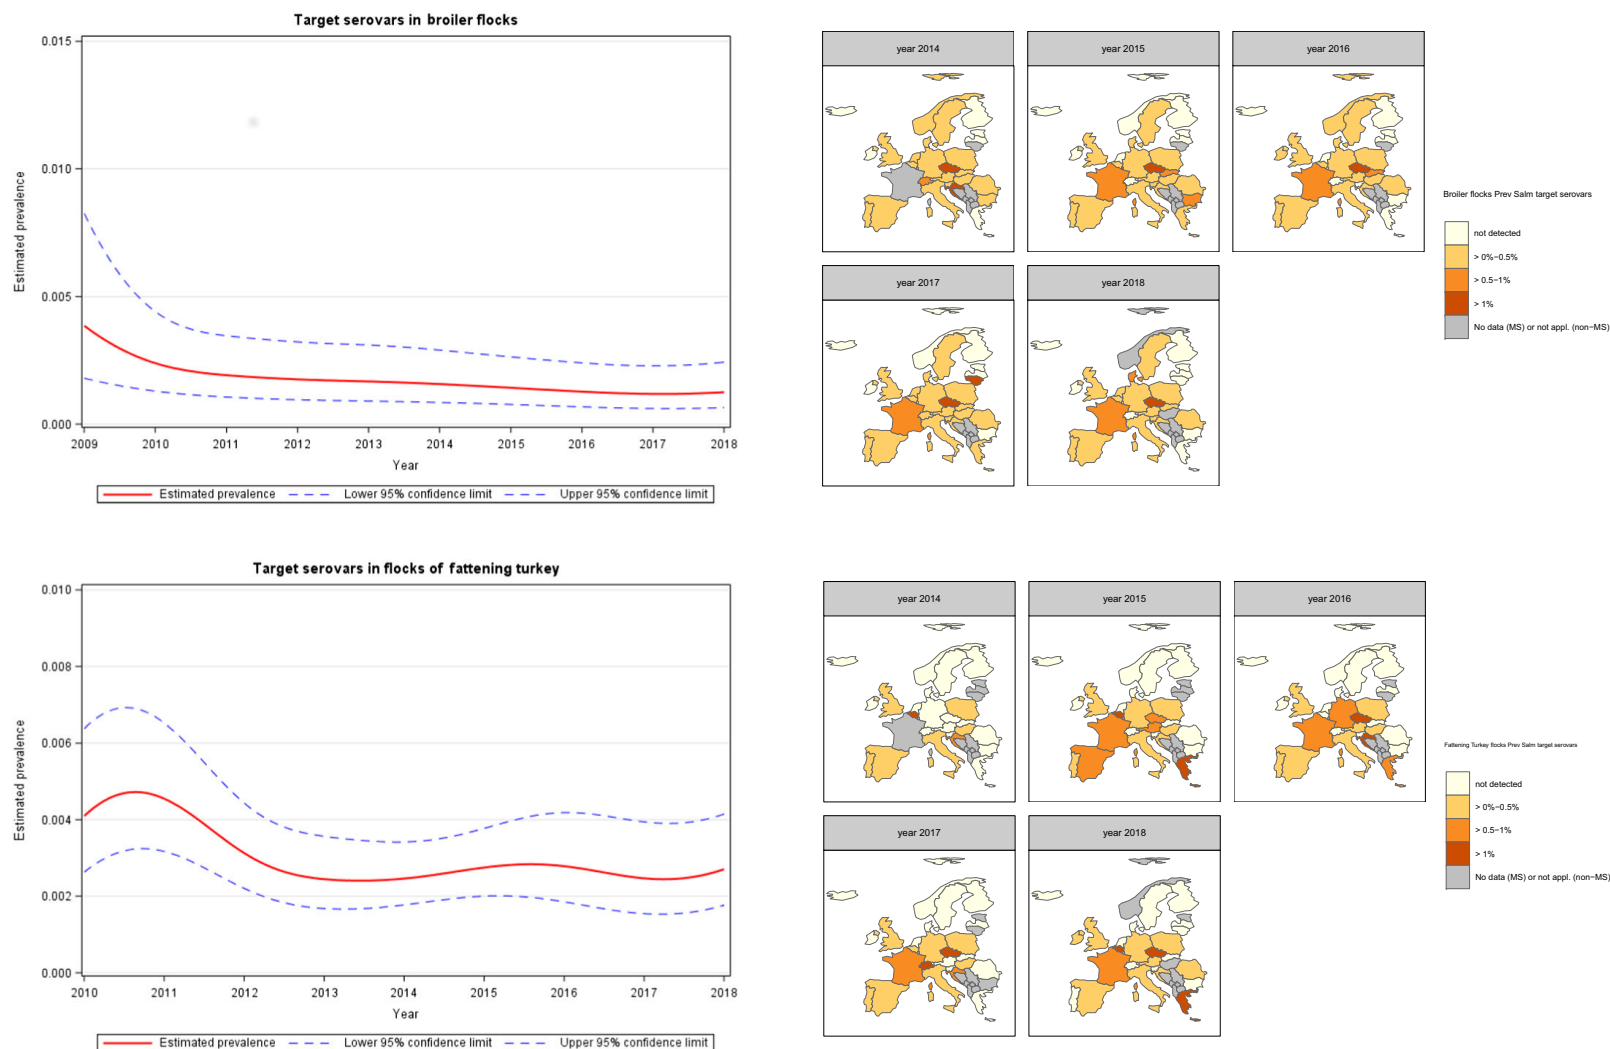 Target serovars in broiler flocks
Estimated prevalence
0.015
0.010
0.005
0.000
2009 2010 2011 2012 2013 2014 2015 2016 2017 2018
Year
Estimated prevalence Lower 95% confidence limit Upper 95% confidence limit
year 2014 year 2015 year 2016
year 2017 year 2018
Broiler flocks Prev Salm target serovars
not detected
> 0%−0.5%
> 0.5−1%
> 1%
No data (MS) or not appl. (non−MS)
Target serovars in flocks of fattening turkey
Estimated prevalence
0.010
0.008
0.006
0.004
0.002
0.000
2010 2011 2012 2013 2014 2015 2016 2017 2018
Year
Estimated prevalence Lower 95% confidence limit Upper 95% confidence limit
year 2014 year 2015 year 2016
year 2017 year 2018
Fattening Turkey flocks Prev Salm target serovars
not detected
> 0%−0.5%
> 0.5−1%
> 1%
No data (MS) or not appl. (non−MS)